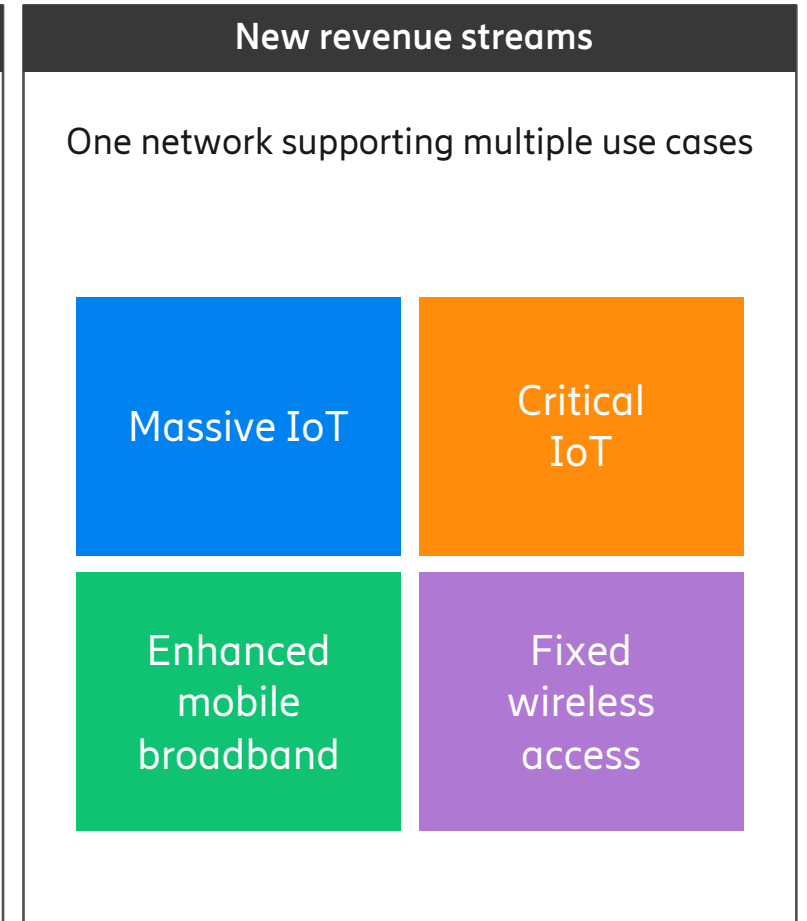 New revenue streams
One network supporting multiple use cases
Massive IoT
Critical
IoT
Enhanced
mobile
broadband
Fixed
wireless
access